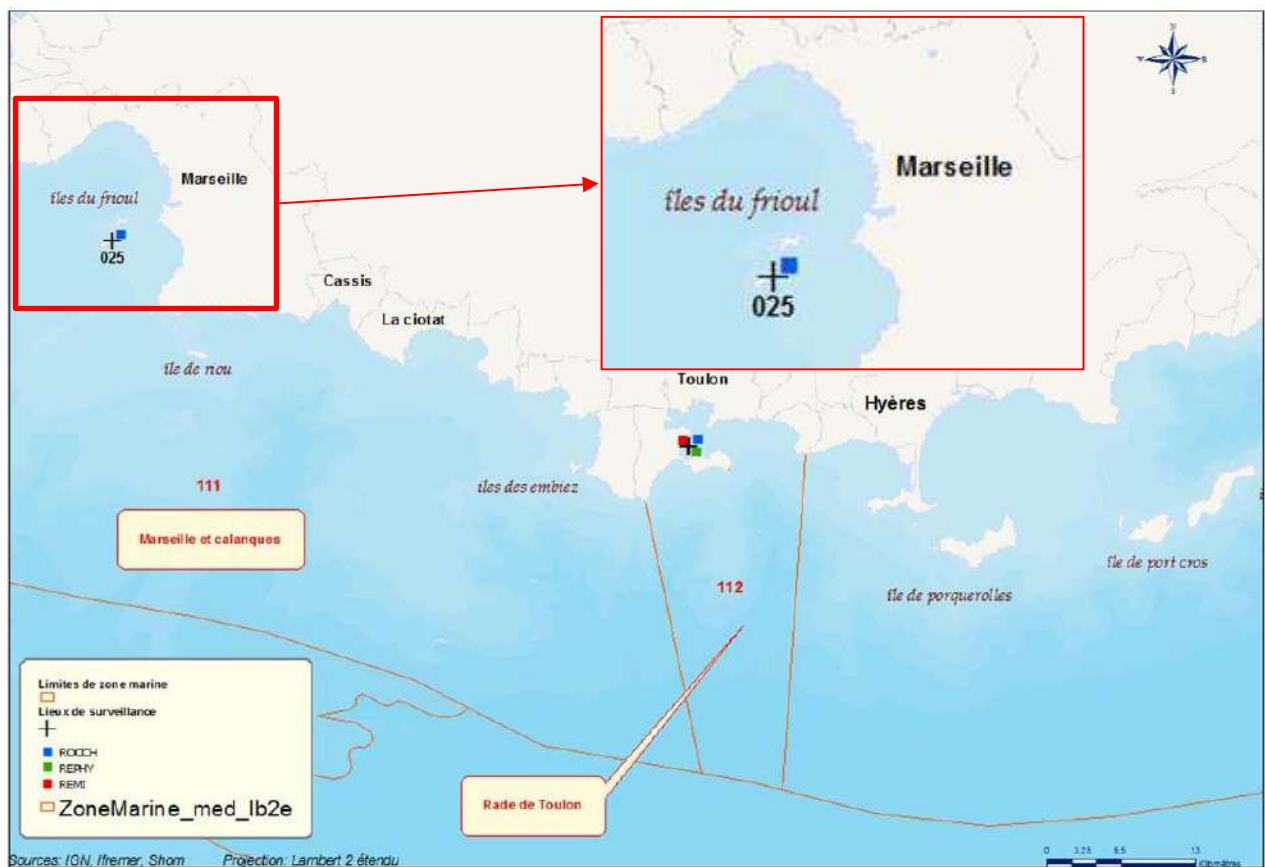 N
Marseille
îles du frioul
025
Marseille
îles du frioul
025
Cassis
La ciotat
île de riou
Toulon
Hyères
111
îles des embiez
Marseille et calanques
île de port cros
112
île de porquerolles
Limites de zone marine
Lieux de surveillance
ROCCH
REPHY
REMI
ZoneMarine_med_lb2e
Rade de Toulon
Sources: IGN, Ifremer, Shom Projection: Lambert 2 étendu
0 3.25 6.5 13
Kilomètres